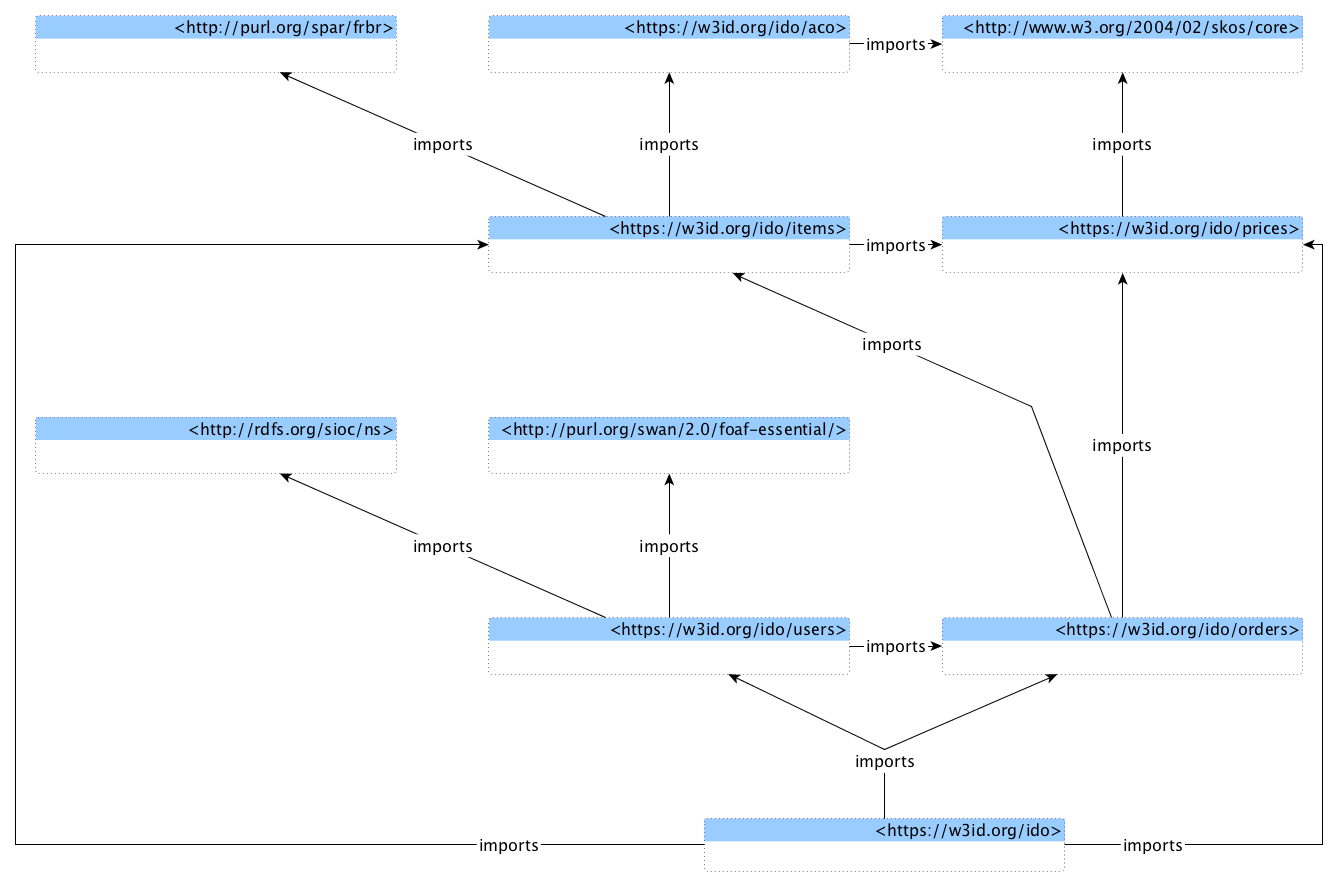 <http://purl.org/spar/frbr>
<https://w3id.org/ido/aco>
imports
<http://www.w3.org/2004/02/skos/core>
imports
imports
imports
<https://w3id.org/ido/items>
imports
<https://w3id.org/ido/prices>
imports
<http://rdfs.org/sioc/ns>
<http://purl.org/swan/2.0/foaf-essential/>
imports
imports
imports
<https://w3id.org/ido/users>
imports
<https://w3id.org/ido/orders>
imports
<https://w3id.org/ido>
imports
imports